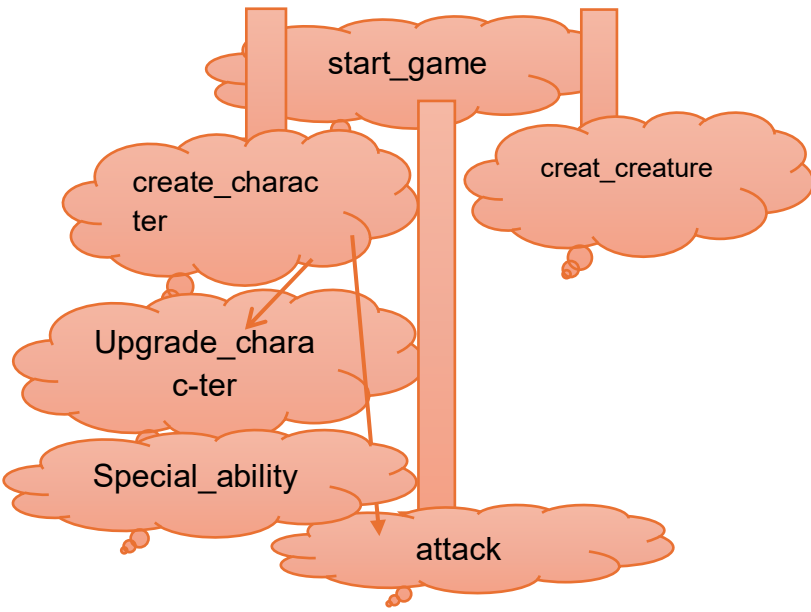 start_game
create_charac
ter
creat_creature
Upgrade_chara
c-ter
Special_ability
attack